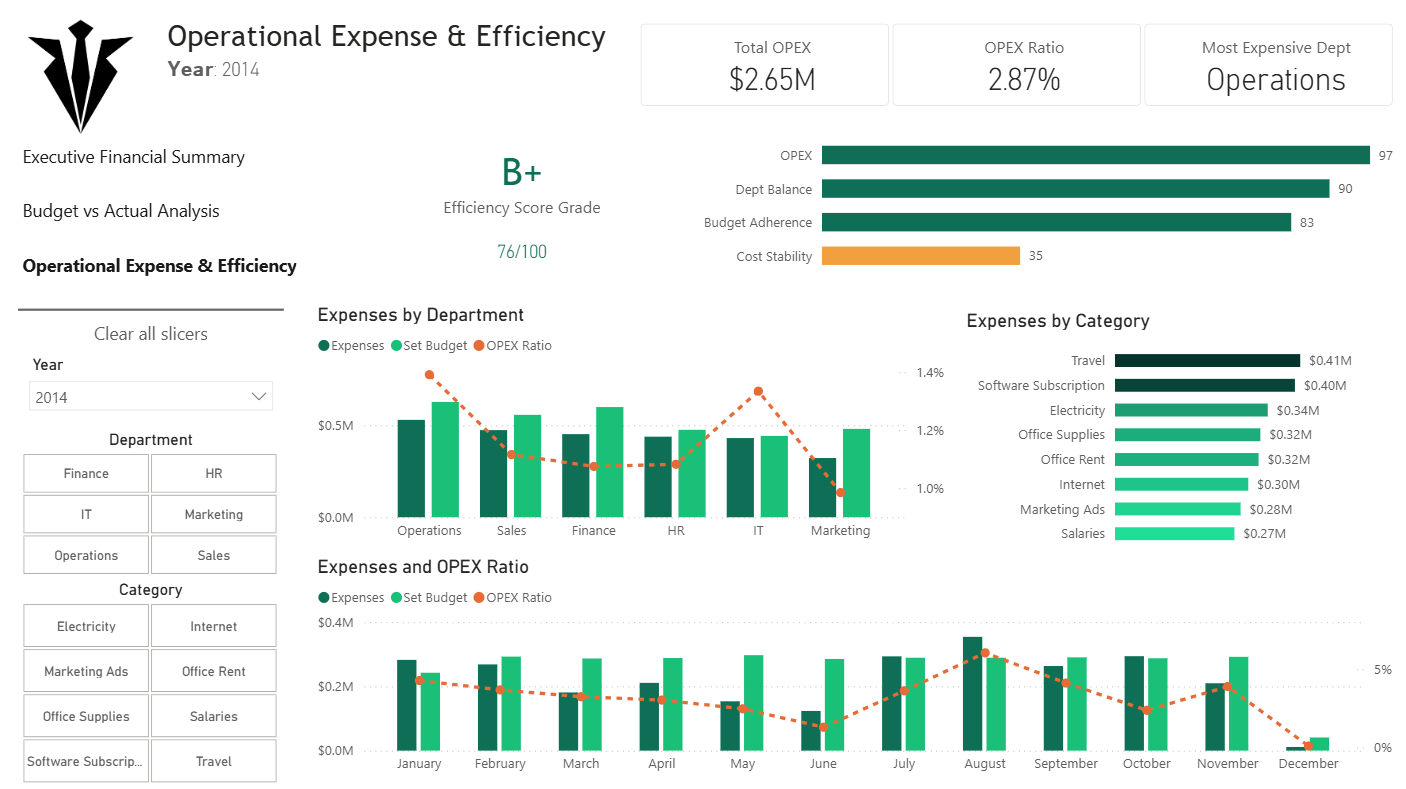 Operational Expense & Efficiency
Year: 2014
Total OPEX
$2.65M
OPEX Ratio
2.87%
Most Expensive Dept
Operations
Executive Financial Summary
Budget vs Actual Analysis
Operational Expense & Efficiency
B+
Efficiency Score Grade
76/100
OPEX 97
Dept Balance 90
Budget Adherence 83
Cost Stability 35
Clear all slicers
Year
2014
Department
Finance HR
IT Marketing
Operations Sales
Category
Electricity Internet
Marketing Ads Office Rent
Office Supplies Salaries
Software Subscrip... Travel
Expenses by Department
Expenses Set Budget OPEX Ratio
1.4%
$0.5M
1.2%
1.0%
$0.0M
Operations Sales Finance HR IT Marketing
Expenses by Category
Travel $0.41M
Software Subscription $0.40M
Electricity $0.34M
Office Supplies $0.32M
Office Rent $0.32M
Internet $0.30M
Marketing Ads $0.28M
Salaries $0.27M
Expenses and OPEX Ratio
Expenses Set Budget OPEX Ratio
$0.4M
5%
$0.2M
$0.0M 0%
January February March April May June July August September October November December